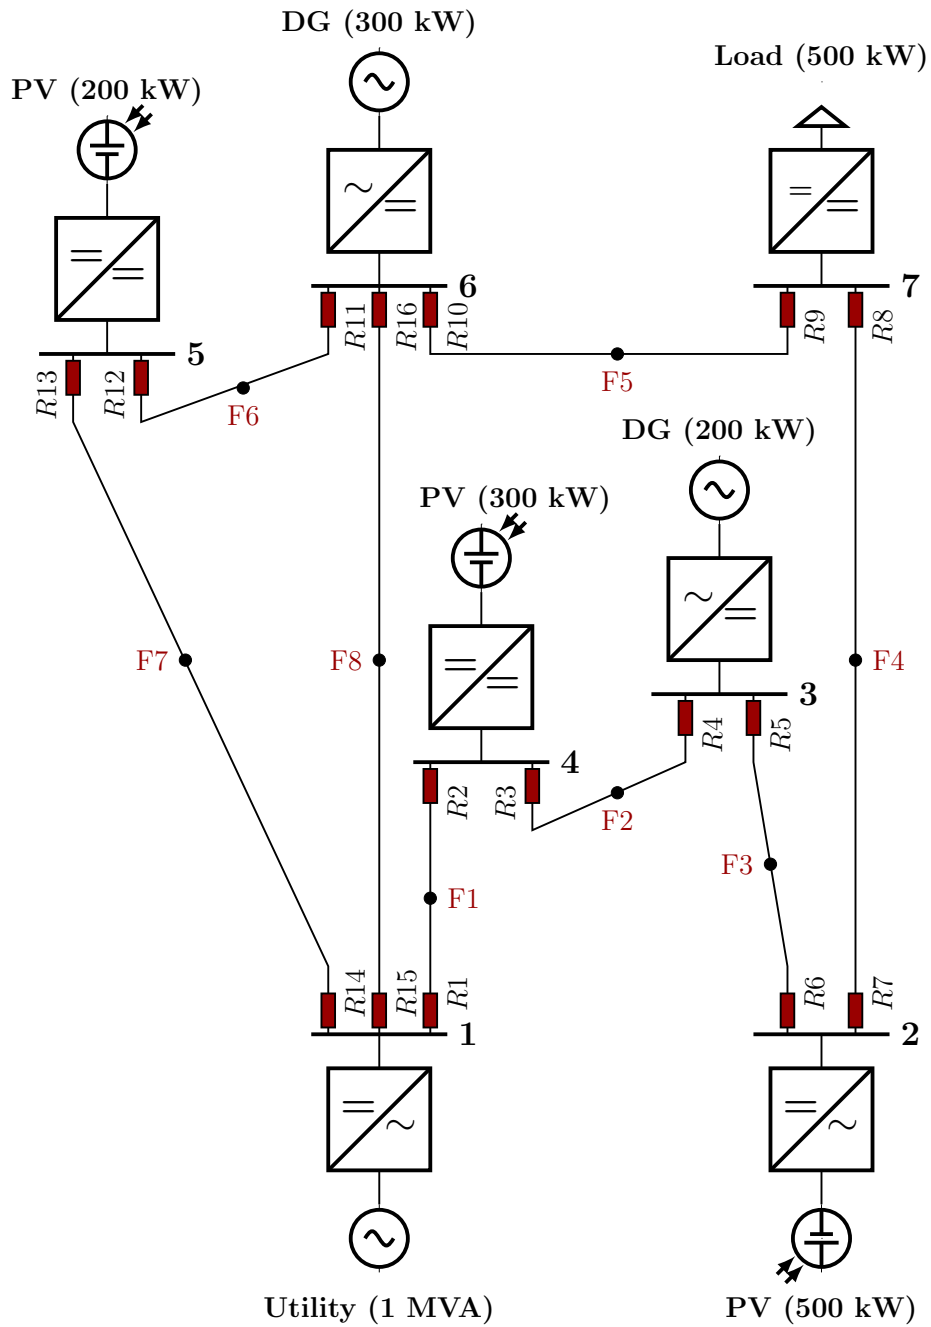 DG (300 kW)
Load (500 kW)
PV (200 kW)
6
7
R11
R16
R10
R9
R8
5
R13
R12
F5
F6
DG (200 kW)
PV (300 kW)
F7
F8
F4
3
R4
R5
4
R2
R3
F2
F3
F1
R14
R15
R1
R6
R7
1
2
Utility (1 MVA)
PV (500 kW)